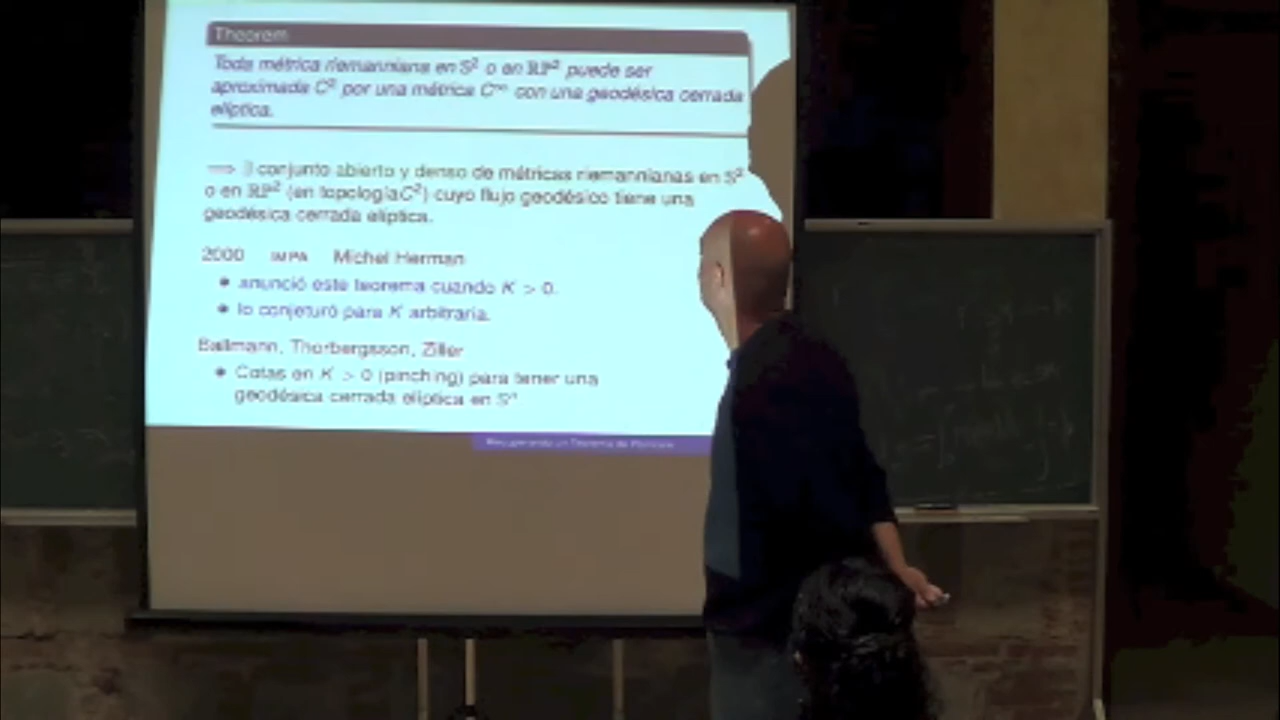 Theorem
Toda métrica riemanniana en S² o en RP² puede ser
aproximada C² por una métrica C∞ con una geodésica cerrada
elíptica.
⟹ ∃ conjunto abierto y denso de métricas riemannianas en S²
o en RP² (en topología C²) cuyo flujo geodésico tiene una
geodésica cerrada elíptica.
2000 IMPA Michel Herman
• anunció este teorema cuando K > 0.
• lo conjeturó para K arbitraria.
Ballmann, Thorbergsson, Ziller
• Cotas en K > 0 (pinching) para tener una
geodésica cerrada elíptica en Sⁿ
Teorema de